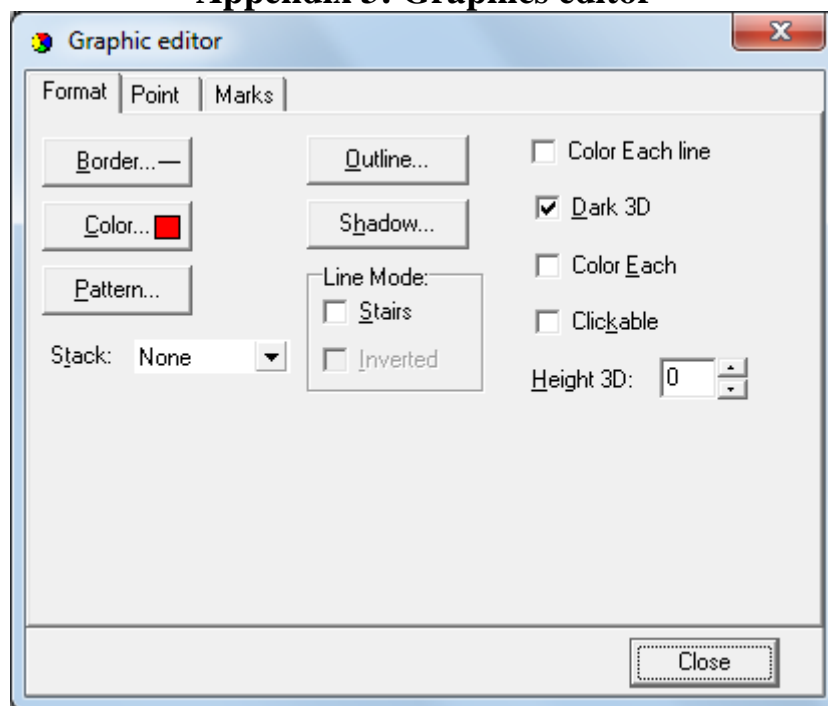 Appendix 3: Graphics editor
Graphic editor
Format Point Marks
Border...
Color...
Pattern...
Stack: None
Outline...
Shadow...
Line Mode:
Stairs
Inverted
Color Each line
Dark 3D
Color Each
Clickable
Height 3D: 0
Close